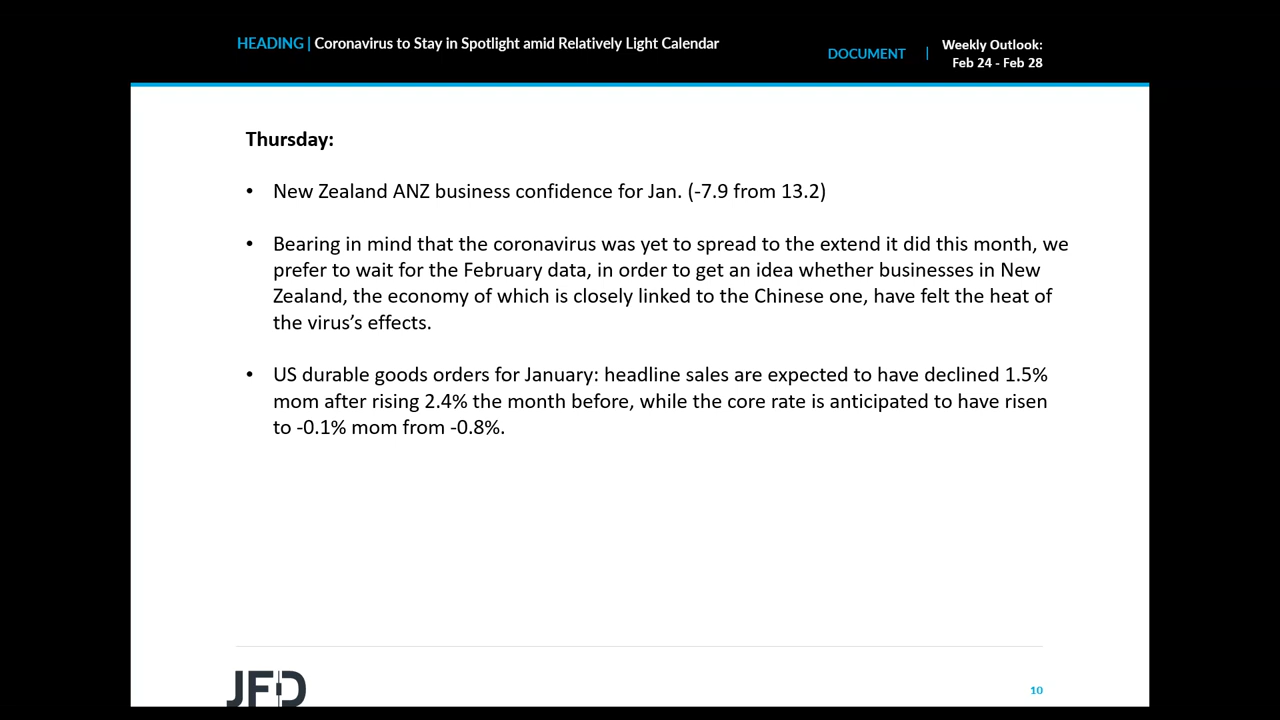 HEADING | Coronavirus to Stay in Spotlight amid Relatively Light Calendar
DOCUMENT | Weekly Outlook:
Feb 24 - Feb 28
Thursday:
• New Zealand ANZ business confidence for Jan. (-7.9 from 13.2)
• Bearing in mind that the coronavirus was yet to spread to the extend it did this month, we
prefer to wait for the February data, in order to get an idea whether businesses in New
Zealand, the economy of which is closely linked to the Chinese one, have felt the heat of
the virus’s effects.
• US durable goods orders for January: headline sales are expected to have declined 1.5%
mom after rising 2.4% the month before, while the core rate is anticipated to have risen
to -0.1% mom from -0.8%.
JFD
10